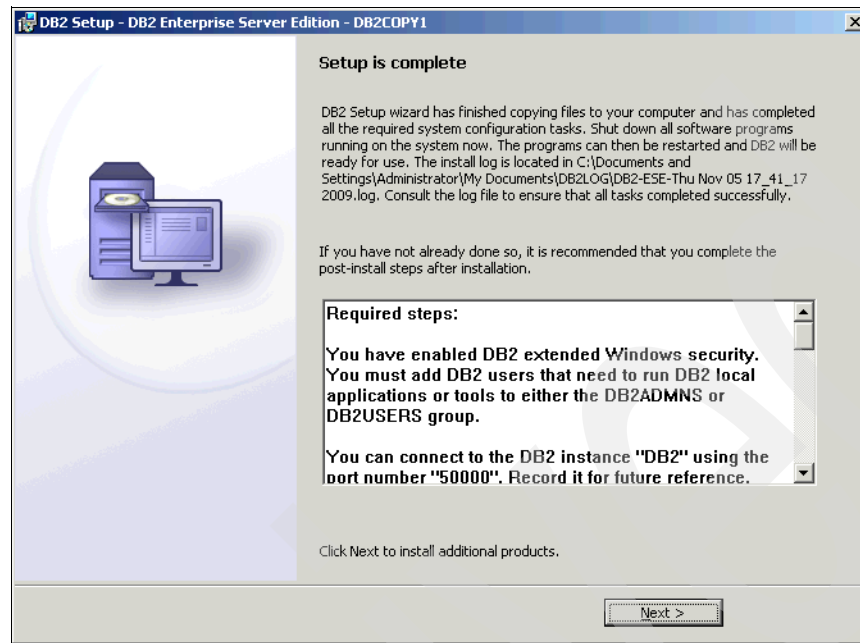 DB2 Setup - DB2 Enterprise Server Edition - DB2COPY1
Setup is complete
DB2 Setup wizard has finished copying files to your computer and has completed
all the required system configuration tasks. Shut down all software programs
running on the system now. The programs can then be restarted and DB2 will be
ready for use. The install log is located in C:\Documents and
Settings\Administrator\My Documents\DB2LOG\DB2-ESE-Thu Nov 05 17_41_17
2009.log. Consult the log file to ensure that all tasks completed successfully.
If you have not already done so, it is recommended that you complete the
post-install steps after installation.
Required steps:
You have enabled DB2 extended Windows security.
You must add DB2 users that need to run DB2 local
applications or tools to either the DB2ADMNS or
DB2USERS group.
You can connect to the DB2 instance "DB2" using the
port number "50000". Record it for future reference.
Click Next to install additional products.
Next >